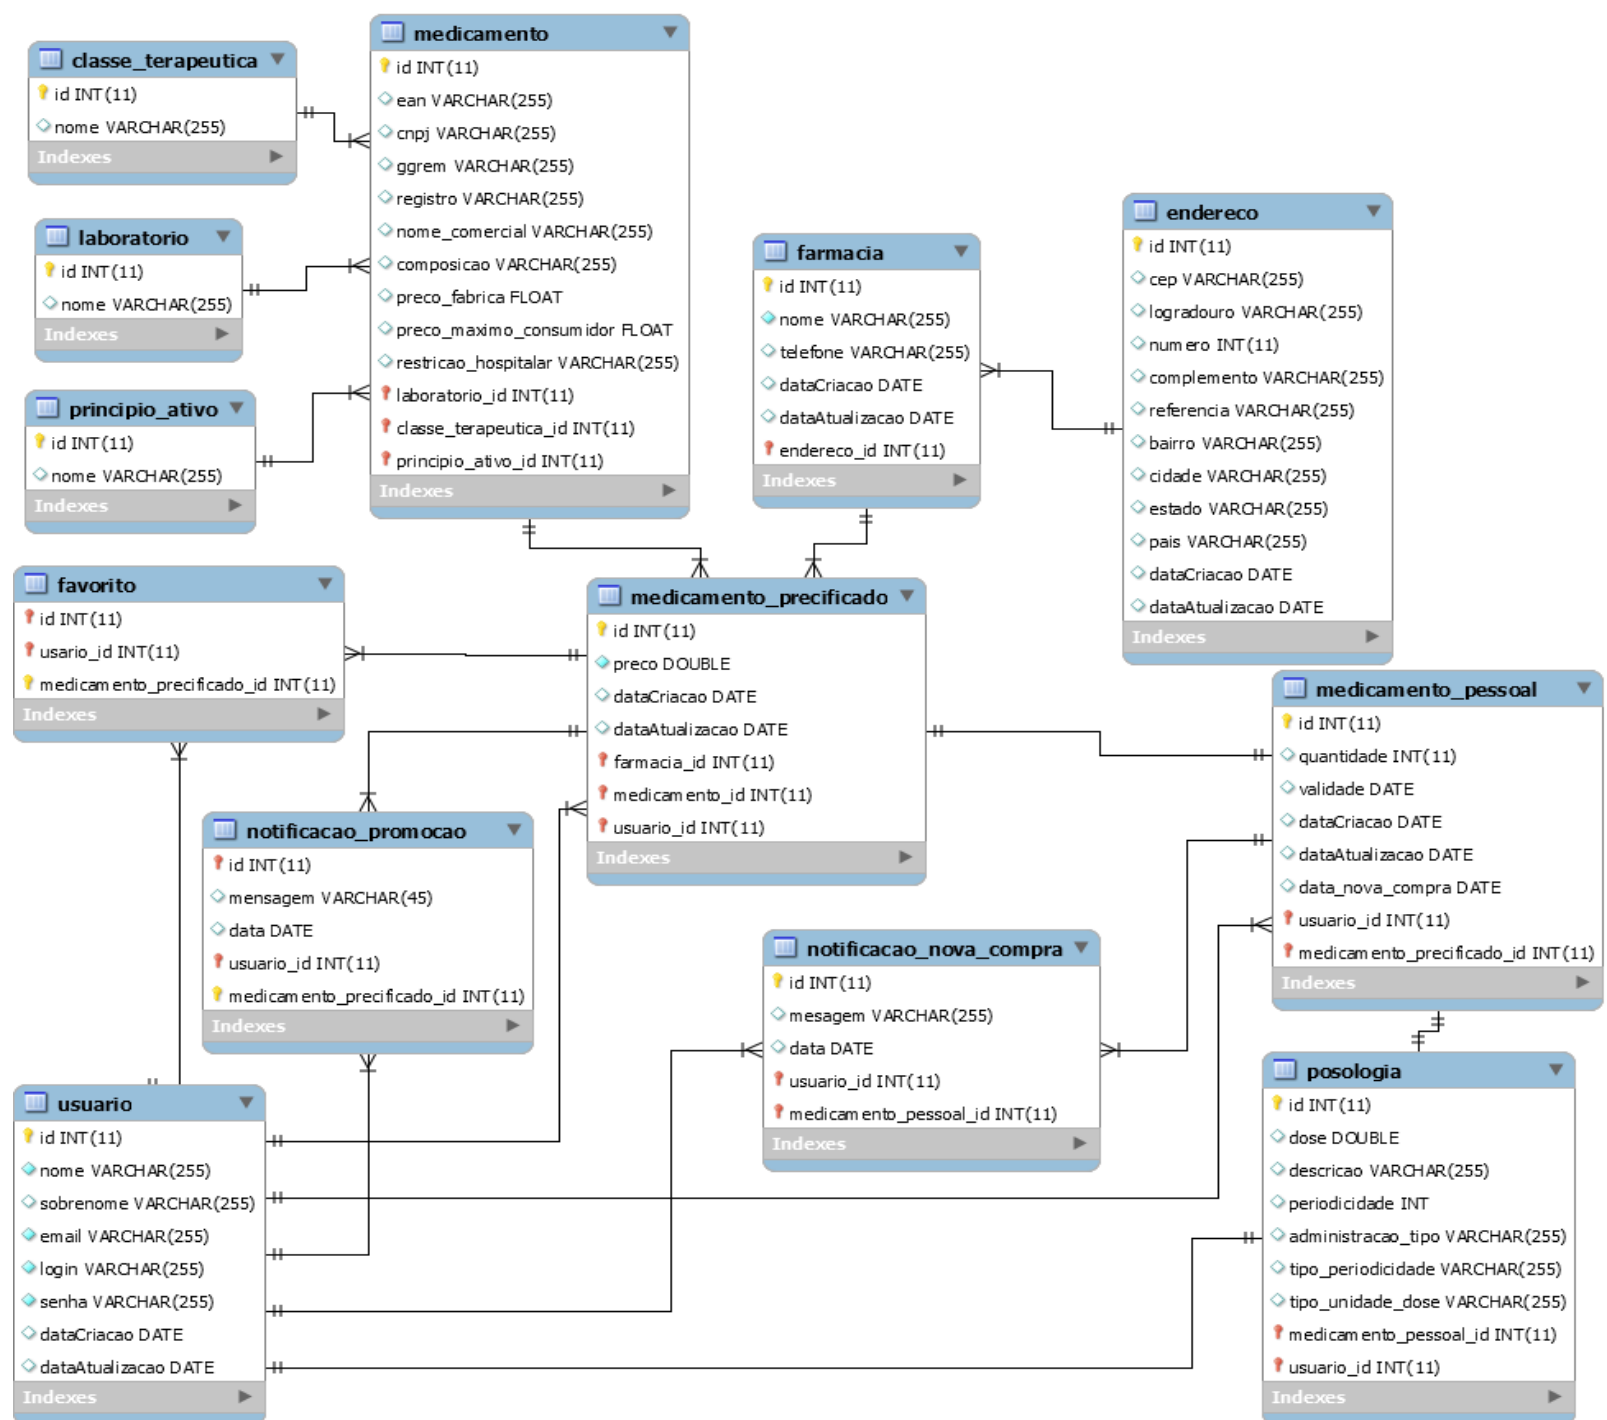 classe_terapeutica
id INT(11)
nome VARCHAR(255)
Indexes
laboratorio
id INT(11)
nome VARCHAR(255)
Indexes
principio_ativo
id INT(11)
nome VARCHAR(255)
Indexes
medicamento
id INT(11)
ean VARCHAR(255)
cnpj VARCHAR(255)
ggrem VARCHAR(255)
registro VARCHAR(255)
nome_comercial VARCHAR(255)
composicao VARCHAR(255)
preco_fabrica FLOAT
preco_maximo_consumidor FLOAT
restricao_hospitalar VARCHAR(255)
laboratorio_id INT(11)
classe_terapeutica_id INT(11)
principio_ativo_id INT(11)
Indexes
farmacia
id INT(11)
nome VARCHAR(255)
telefone VARCHAR(255)
dataCriacao DATE
dataAtualizacao DATE
endereco_id INT(11)
Indexes
endereco
id INT(11)
cep VARCHAR(255)
logradouro VARCHAR(255)
numero INT(11)
complemento VARCHAR(255)
referencia VARCHAR(255)
bairro VARCHAR(255)
cidade VARCHAR(255)
estado VARCHAR(255)
pais VARCHAR(255)
dataCriacao DATE
dataAtualizacao DATE
Indexes
favorito
id INT(11)
usario_id INT(11)
medicamento_precificado_id INT(11)
Indexes
medicamento_precificado
id INT(11)
preco DOUBLE
dataCriacao DATE
dataAtualizacao DATE
farmacia_id INT(11)
medicamento_id INT(11)
usuario_id INT(11)
Indexes
medicamento_pessoal
id INT(11)
quantidade INT(11)
validade DATE
dataCriacao DATE
dataAtualizacao DATE
data_nova_compra DATE
usuario_id INT(11)
medicamento_precificado_id INT(11)
Indexes
notificacao_promocao
id INT(11)
mensagem VARCHAR(45)
data DATE
usuario_id INT(11)
medicamento_precificado_id INT(11)
Indexes
notificacao_nova_compra
id INT(11)
mesagem VARCHAR(255)
data DATE
usuario_id INT(11)
medicamento_pessoal_id INT(11)
Indexes
usuario
id INT(11)
nome VARCHAR(255)
sobrenome VARCHAR(255)
email VARCHAR(255)
login VARCHAR(255)
senha VARCHAR(255)
dataCriacao DATE
dataAtualizacao DATE
Indexes
posologia
id INT(11)
dose DOUBLE
descricao VARCHAR(255)
periodicidade INT
administracao_tipo VARCHAR(255)
tipo_periodicidade VARCHAR(255)
tipo_unidade_dose VARCHAR(255)
medicamento_pessoal_id INT(11)
usuario_id INT(11)
Indexes